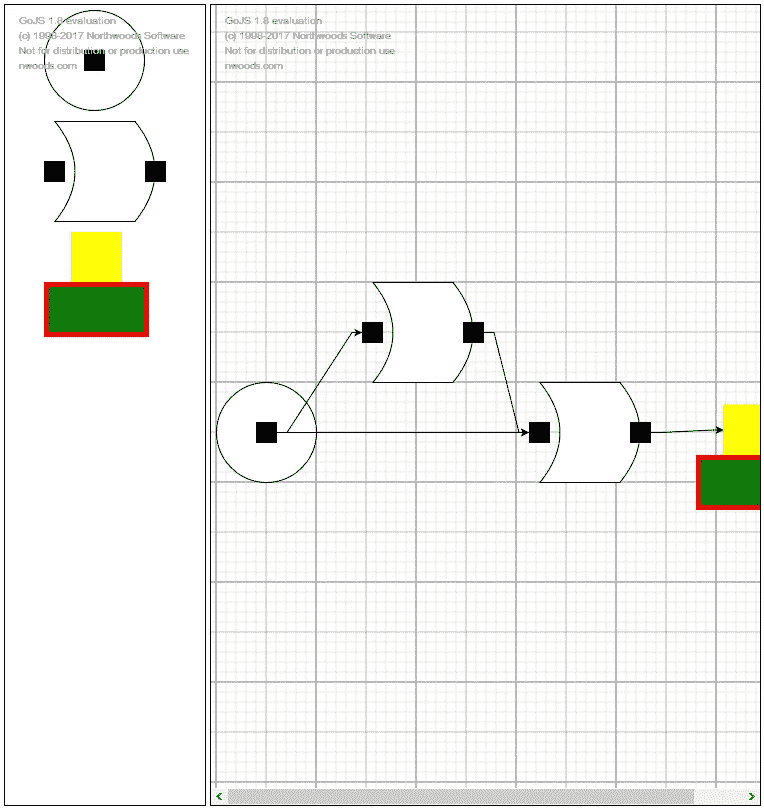 GoJS 1.8 evaluation
(c) 1998-2017 Northwoods Software
Not for distribution or production use
nwoods.com
GoJS 1.8 evaluation
(c) 1998-2017 Northwoods Software
Not for distribution or production use
nwoods.com